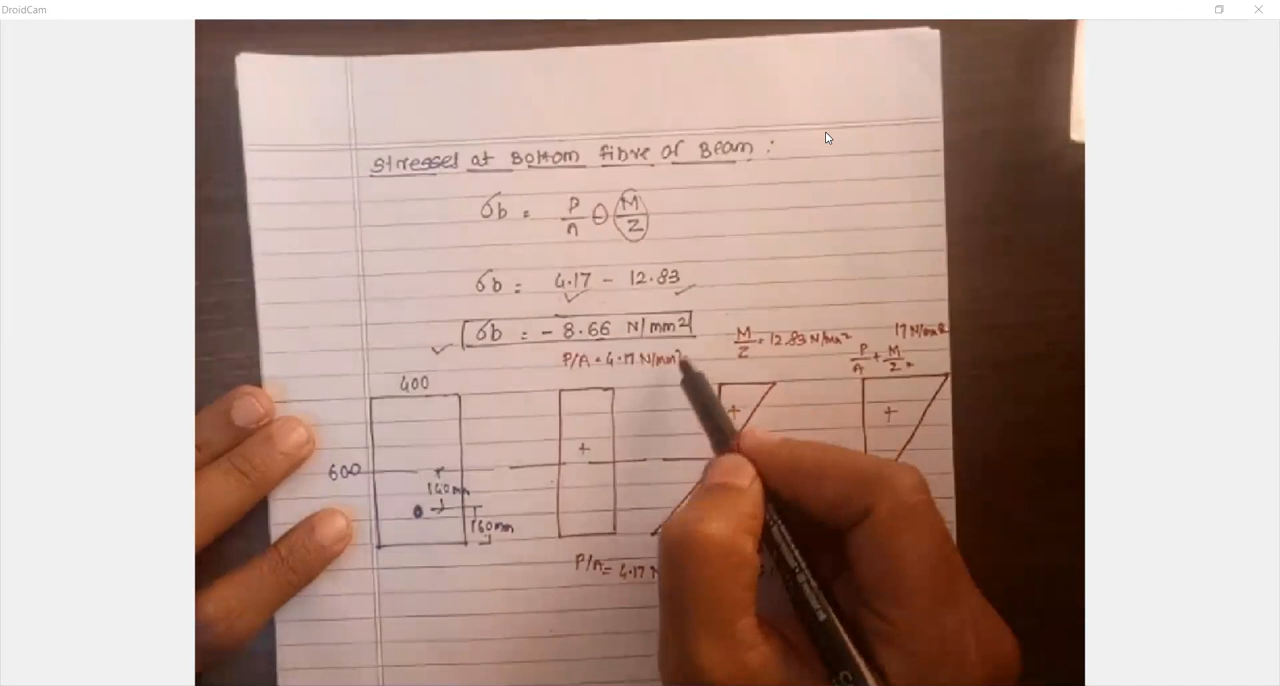 DroidCam
Stresses at Bottom fibre of Beam :
σb = P/A ⊖ M/Z
σb = 4.17 - 12.83
σb = - 8.66 N/mm2
P/A = 4.17 N/mm2
M/Z = 12.83 N/mm2
17 N/mm2
P/A + M/Z =
400
+
+
+
600
140mm
160mm
P/A = 4.17 N